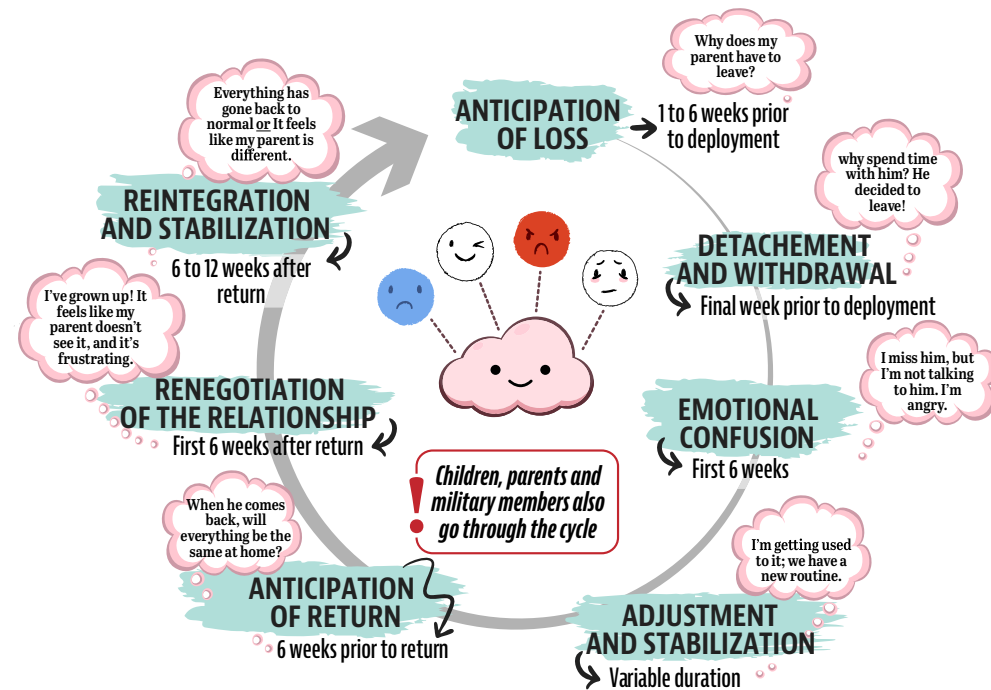 Why does my
parent have to
leave?
ANTICIPATION
OF LOSS
1 to 6 weeks prior
to deployment
why spend time
with him? He
decided to
leave!
DETACHEMENT
AND WITHDRAWAL
Final week prior to deployment
I miss him, but
I'm not talking
to him. I'm
angry.
EMOTIONAL
CONFUSION
First 6 weeks
I'm getting used
to it; we have a
new routine.
ADJUSTMENT
AND STABILIZATION
Variable duration
When he comes
back, will
everything be the
same at home?
ANTICIPATION
OF RETURN
6 weeks prior to return
I've grown up! It
feels like my
parent doesn't
see it, and it's
frustrating.
RENEGOTIATION
OF THE RELATIONSHIP
First 6 weeks after return
Everything has
gone back to
normal or It feels
like my parent is
different.
REINTEGRATION
AND STABILIZATION
6 to 12 weeks after
return
! Children, parents and
military members also
go through the cycle